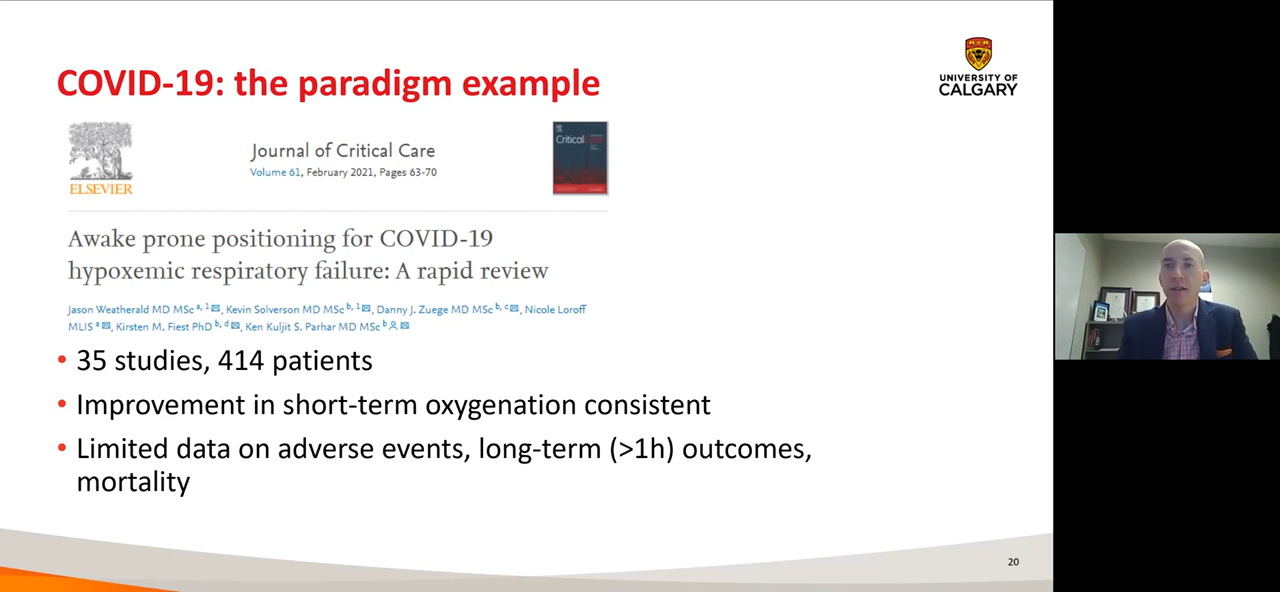 COVID-19: the paradigm example
UNIVERSITY OF
CALGARY
ELSEVIER
Journal of Critical Care
Volume 61, February 2021, Pages 63-70
Critical
Awake prone positioning for COVID-19
hypoxemic respiratory failure: A rapid review
Jason Weatherald MD MSc a, 1, Kevin Solverson MD MSc b, 1, Danny J. Zuege MD MSc b, c, Nicole Loroff
MLIS a, Kirsten M. Fiest PhD b, d, Ken Kuljit S. Parhar MD MSc b
• 35 studies, 414 patients
• Improvement in short-term oxygenation consistent
• Limited data on adverse events, long-term (>1h) outcomes,
mortality
20